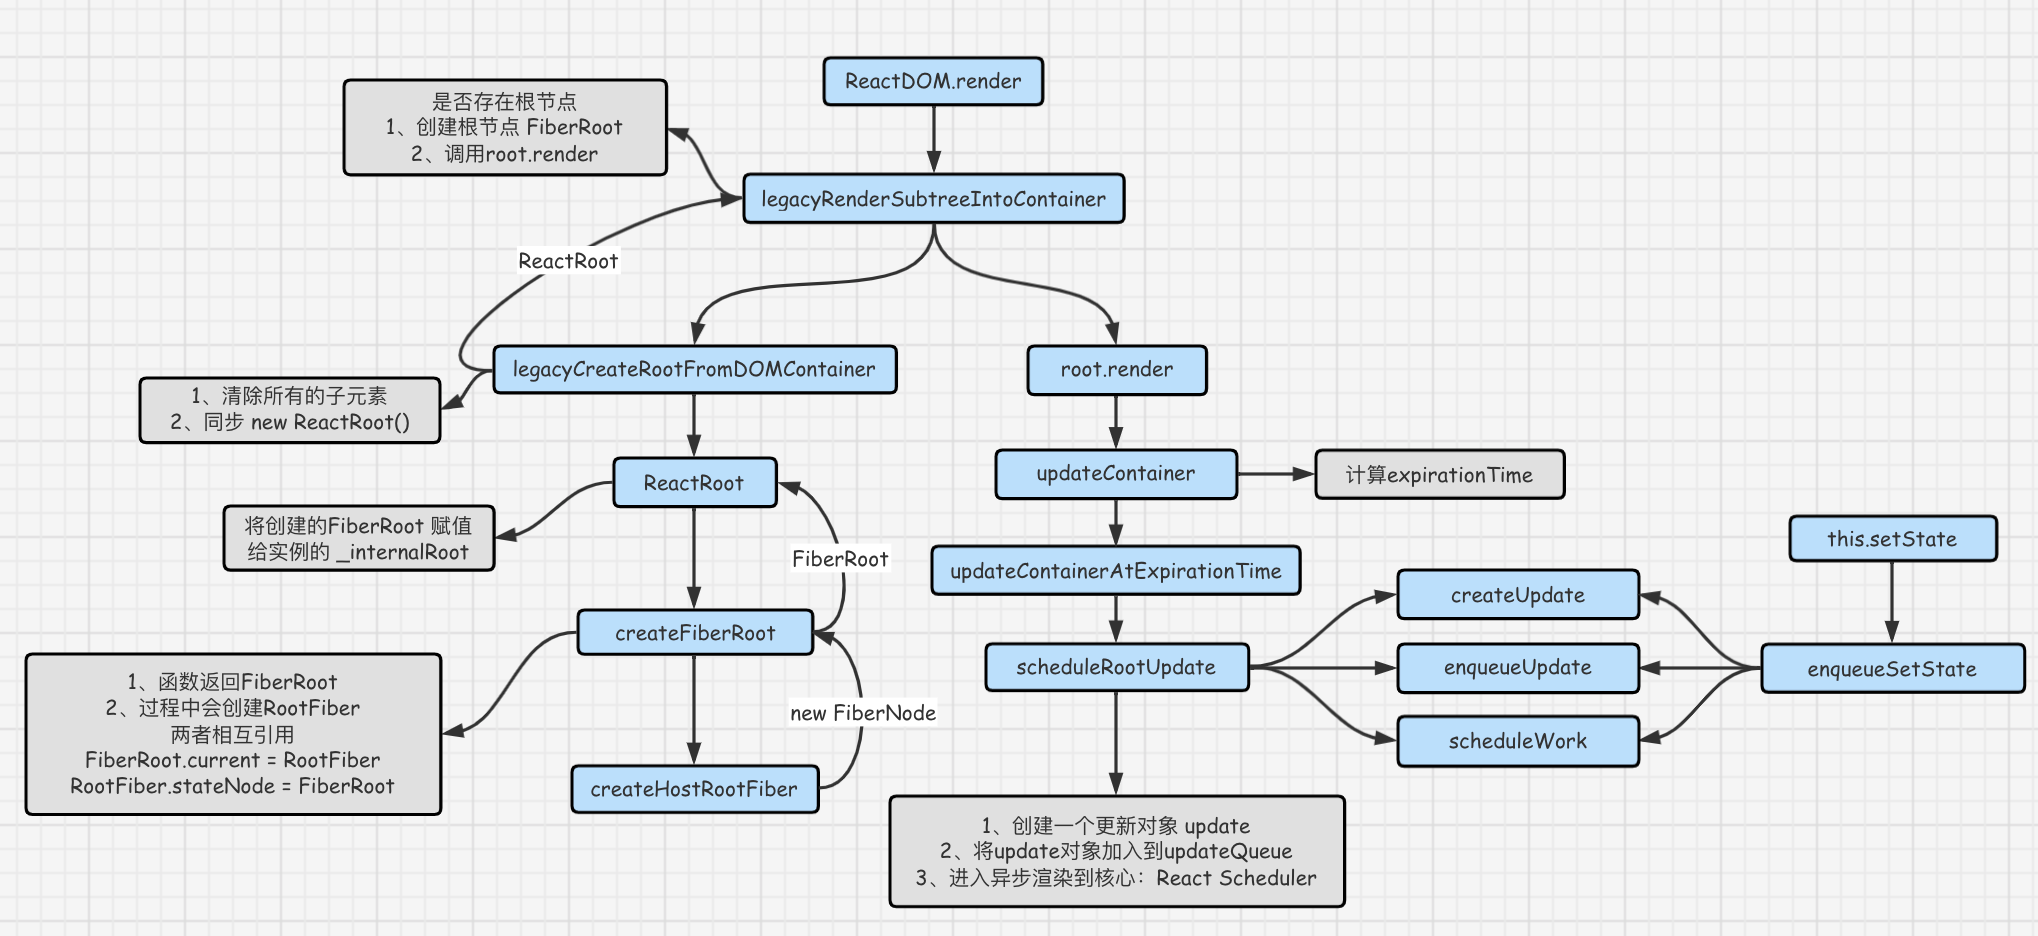 ReactDOM.render
是否存在根节点
1、创建根节点 FiberRoot
2、调用root.render
legacyRenderSubtreeIntoContainer
ReactRoot
legacyCreateRootFromDOMContainer
root.render
1、清除所有的子元素
2、同步 new ReactRoot()
ReactRoot
updateContainer
计算expirationTime
将创建的FiberRoot 赋值
给实例的 _internalRoot
FiberRoot
updateContainerAtExpirationTime
this.setState
createUpdate
createFiberRoot
scheduleRootUpdate
enqueueUpdate
enqueueSetState
1、函数返回FiberRoot
2、过程中会创建RootFiber
两者相互引用
FiberRoot.current = RootFiber
RootFiber.stateNode = FiberRoot
new FiberNode
scheduleWork
createHostRootFiber
1、创建一个更新对象 update
2、将update对象加入到updateQueue
3、进入异步渲染到核心：React Scheduler